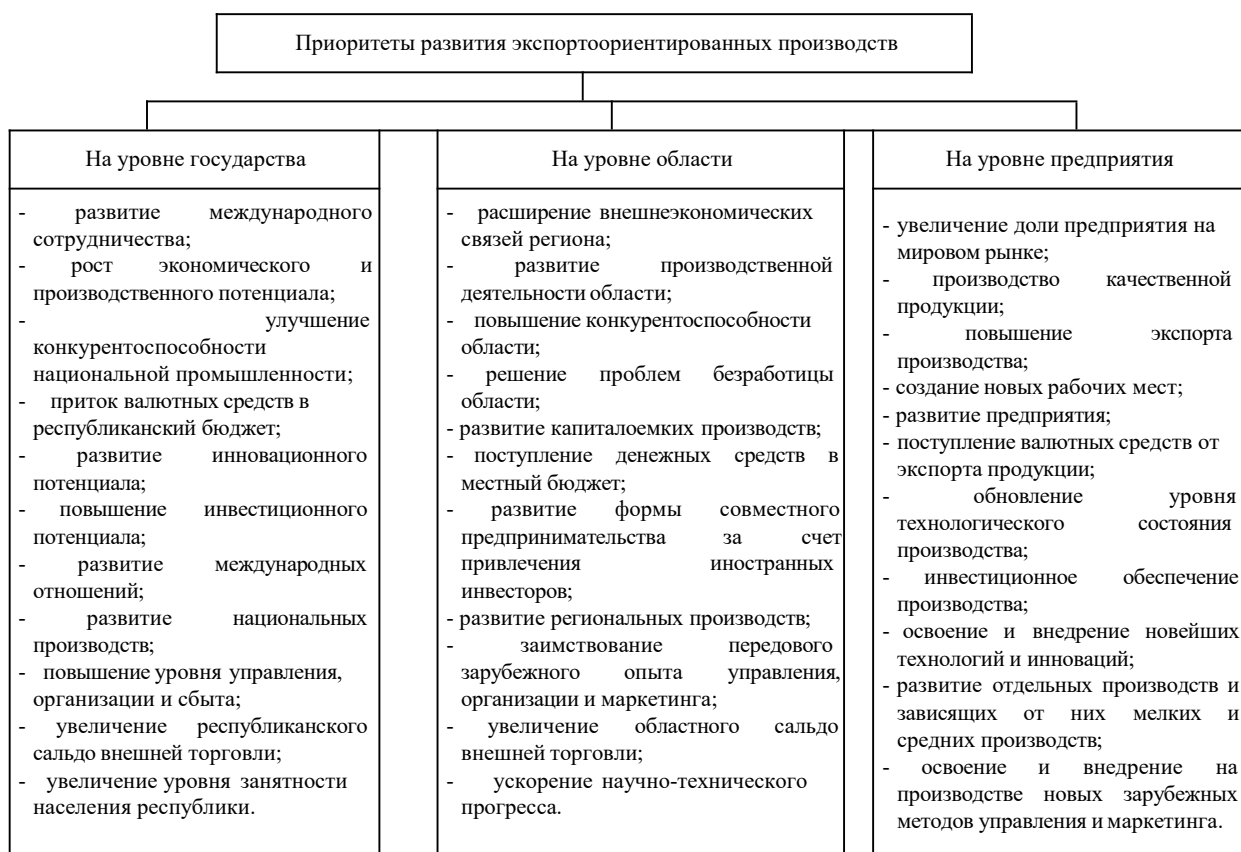 Приоритеты развития экспортоориентированных производств
На уровне государства
- развитие международного
сотрудничества;
- рост экономического и
производственного потенциала;
- улучшение
конкурентоспособности
национальной промышленности;
- приток валютных средств в
республиканский бюджет;
- развитие инновационного
потенциала;
- повышение инвестиционного
потенциала;
- развитие международных
отношений;
- развитие национальных
производств;
- повышение уровня управления,
организации и сбыта;
- увеличение республиканского
сальдо внешней торговли;
- увеличение уровня занятности
населения республики.
На уровне области
- расширение внешнеэкономических
связей региона;
- развитие производственной
деятельности области;
- повышение конкурентоспособности
области;
- решение проблем безработицы
области;
- развитие капиталоемких производств;
- поступление денежных средств в
местный бюджет;
- развитие формы совместного
предпринимательства за счет
привлечения иностранных
инвесторов;
- развитие региональных производств;
- заимствование передового
зарубежного опыта управления,
организации и маркетинга;
- увеличение областного сальдо
внешней торговли;
- ускорение научно-технического
прогресса.
На уровне предприятия
- увеличение доли предприятия на
мировом рынке;
- производство качественной
продукции;
- повышение экспорта
производства;
- создание новых рабочих мест;
- развитие предприятия;
- поступление валютных средств от
экспорта продукции;
- обновление уровня
технологического состояния
производства;
- инвестиционное обеспечение
производства;
- освоение и внедрение новейших
технологий и инноваций;
- развитие отдельных производств и
зависящих от них мелких и
средних производств;
- освоение и внедрение на
производстве новых зарубежных
методов управления и маркетинга.